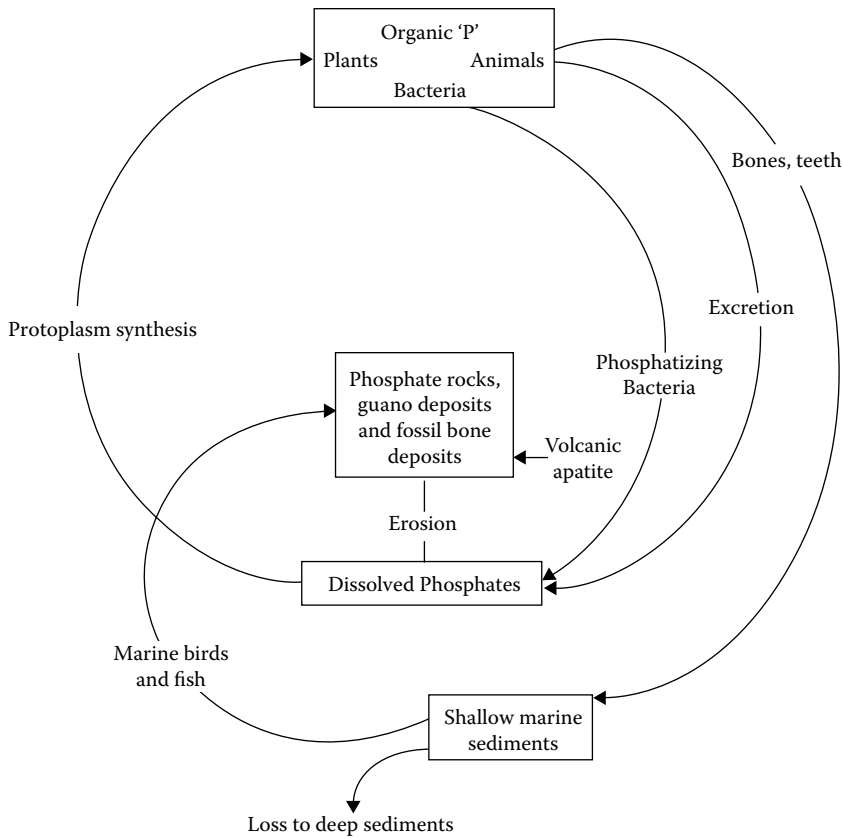 Organic ‘P’
Plants Animals
Bacteria
Bones, teeth
Excretion
Protoplasm synthesis
Phosphatizing
Bacteria
Phosphate rocks,
guano deposits
and fossil bone
deposits
Volcanic
apatite
Erosion
Dissolved Phosphates
Marine birds
and fish
Shallow marine
sediments
Loss to deep sediments